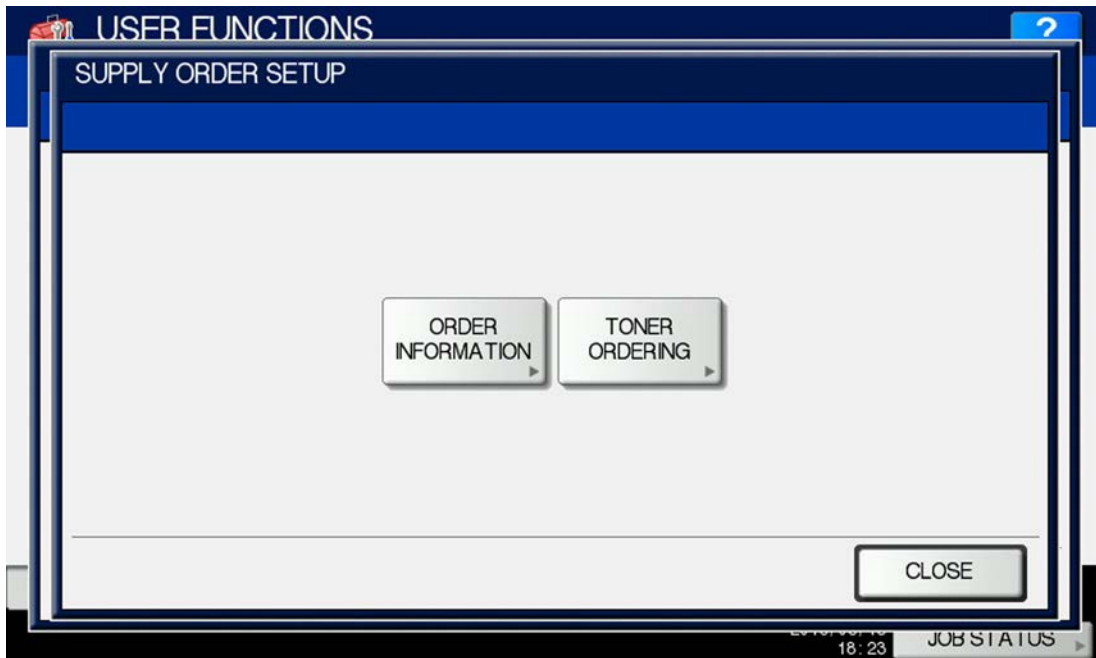 USER FUNCTIONS
?
SUPPLY ORDER SETUP
ORDER
INFORMATION
TONER
ORDERING
CLOSE
18:23
JOB STATUS